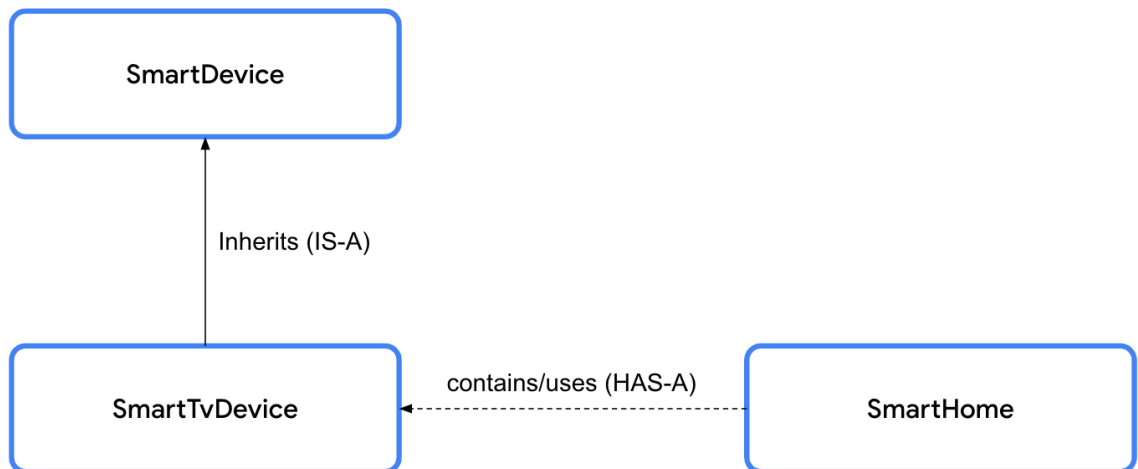 SmartDevice
Inherits (IS-A)
SmartTvDevice
contains/uses (HAS-A)
SmartHome